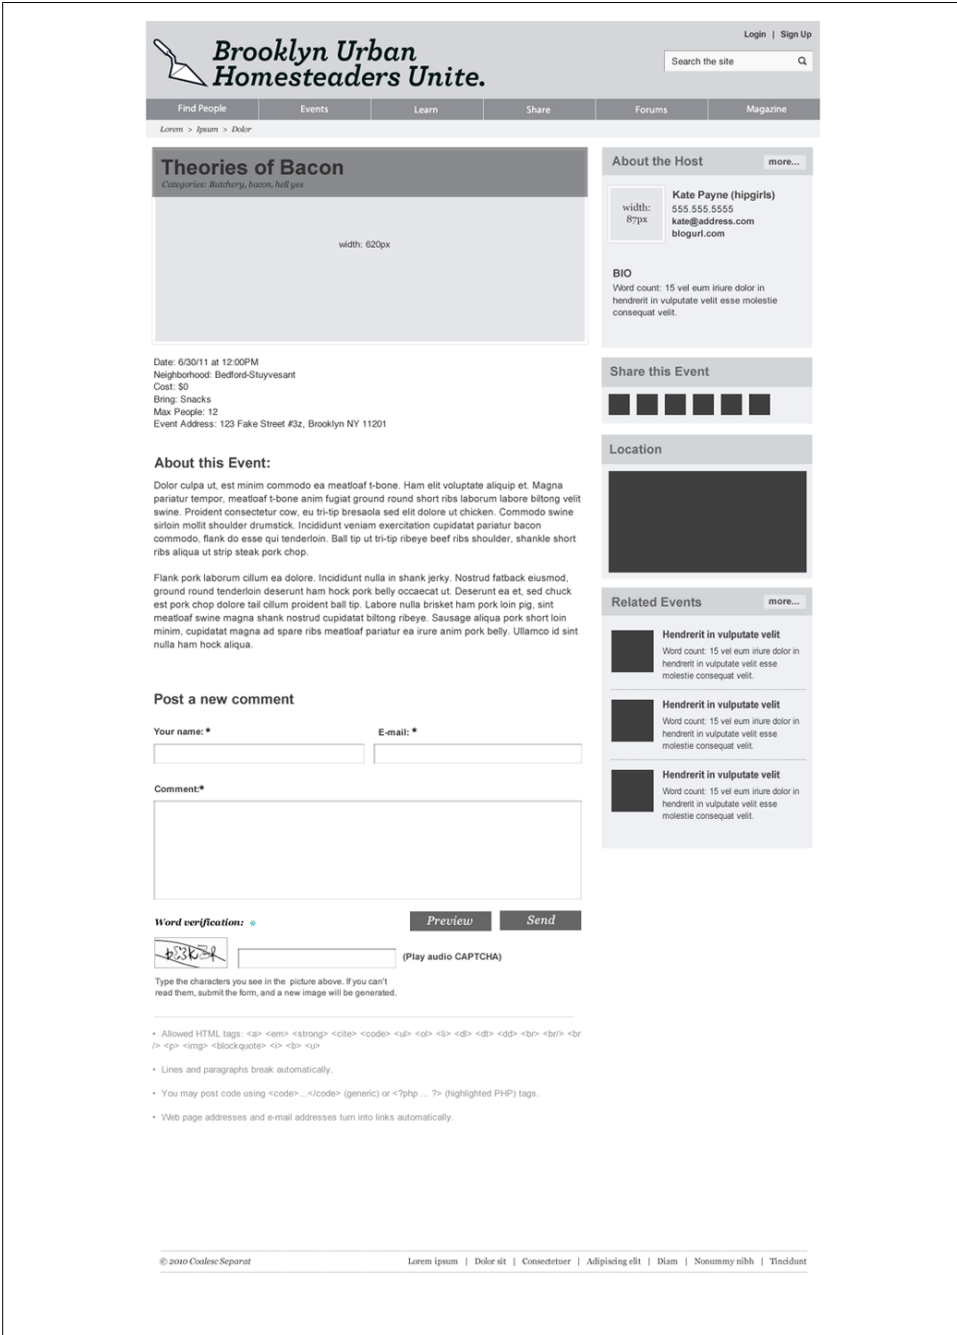 Login | Sign Up
Brooklyn Urban
Homesteaders Unite.
Search the site
Find People Events Learn Share Forums Magazine
Lorem > Ipsum > Dolor
Theories of Bacon
Categories: Butchery, bacon, hell yes
width: 620px
Date: 6/30/11 at 12:00PM
Neighborhood: Bedford-Stuyvesant
Cost: $0
Bring: Snacks
Max People: 12
Event Address: 123 Fake Street #3z, Brooklyn NY 11201
About this Event:
Dolor culpa ut, est minim commodo ea meatloaf t-bone. Ham elit voluptate aliquip et. Magna
pariatur tempor, meatloaf t-bone anim fugiat ground round short ribs laborum labore biltong velit
swine. Proident consectetur cow, eu tri-tip bresaola sed elit dolore ut chicken. Commodo swine
sirloin mollit shoulder drumstick. Incididunt veniam exercitation cupidatat pariatur bacon
commodo, flank do esse qui tenderloin. Ball tip ut tri-tip ribeye beef ribs shoulder, shankle short
ribs aliqua ut strip steak pork chop.
Flank pork laborum cillum ea dolore. Incididunt nulla in shank jerky. Nostrud fatback eiusmod,
ground round tenderloin deserunt ham hock pork belly occaecat ut. Deserunt ea et, sed chuck
est pork chop dolore tail cillum proident ball tip. Labore nulla brisket ham pork loin pig, sint
meatloaf swine magna shank nostrud cupidatat biltong ribeye. Sausage aliqua pork short loin
minim, cupidatat magna ad spare ribs meatloaf pariatur ea irure anim pork belly. Ullamco id sint
nulla ham hock aliqua.
Post a new comment
Your name: * E-mail: *
Comment:*
Word verification: *
Preview Send
(Play audio CAPTCHA)
Type the characters you see in the picture above. If you can't
read them, submit the form, and a new image will be generated.
• Allowed HTML tags: <a> <em> <strong> <cite> <code> <ul> <ol> <li> <dl> <dt> <dd> <br> <br/> <br
/> <p> <img> <blockquote> <i> <b> <u>
• Lines and paragraphs break automatically.
• You may post code using <code>...</code> (generic) or <?php ... ?> (highlighted PHP) tags.
• Web page addresses and e-mail addresses turn into links automatically.
About the Host more...
width:
87px
Kate Payne (hipgirls)
555.555.5555
kate@address.com
blogurl.com
BIO
Word count: 15 vel eum iriure dolor in
hendrerit in vulputate velit esse molestie
consequat velit.
Share this Event
Location
Related Events more...
Hendrerit in vulputate velit
Word count: 15 vel eum iriure dolor in
hendrerit in vulputate velit esse
molestie consequat velit.
Hendrerit in vulputate velit
Word count: 15 vel eum iriure dolor in
hendrerit in vulputate velit esse
molestie consequat velit.
Hendrerit in vulputate velit
Word count: 15 vel eum iriure dolor in
hendrerit in vulputate velit esse
molestie consequat velit.
© 2010 Coalesc Separat
Lorem ipsum | Dolor sit | Consectetuer | Adipiscing elit | Diam | Nonummy nibh | Tincidunt